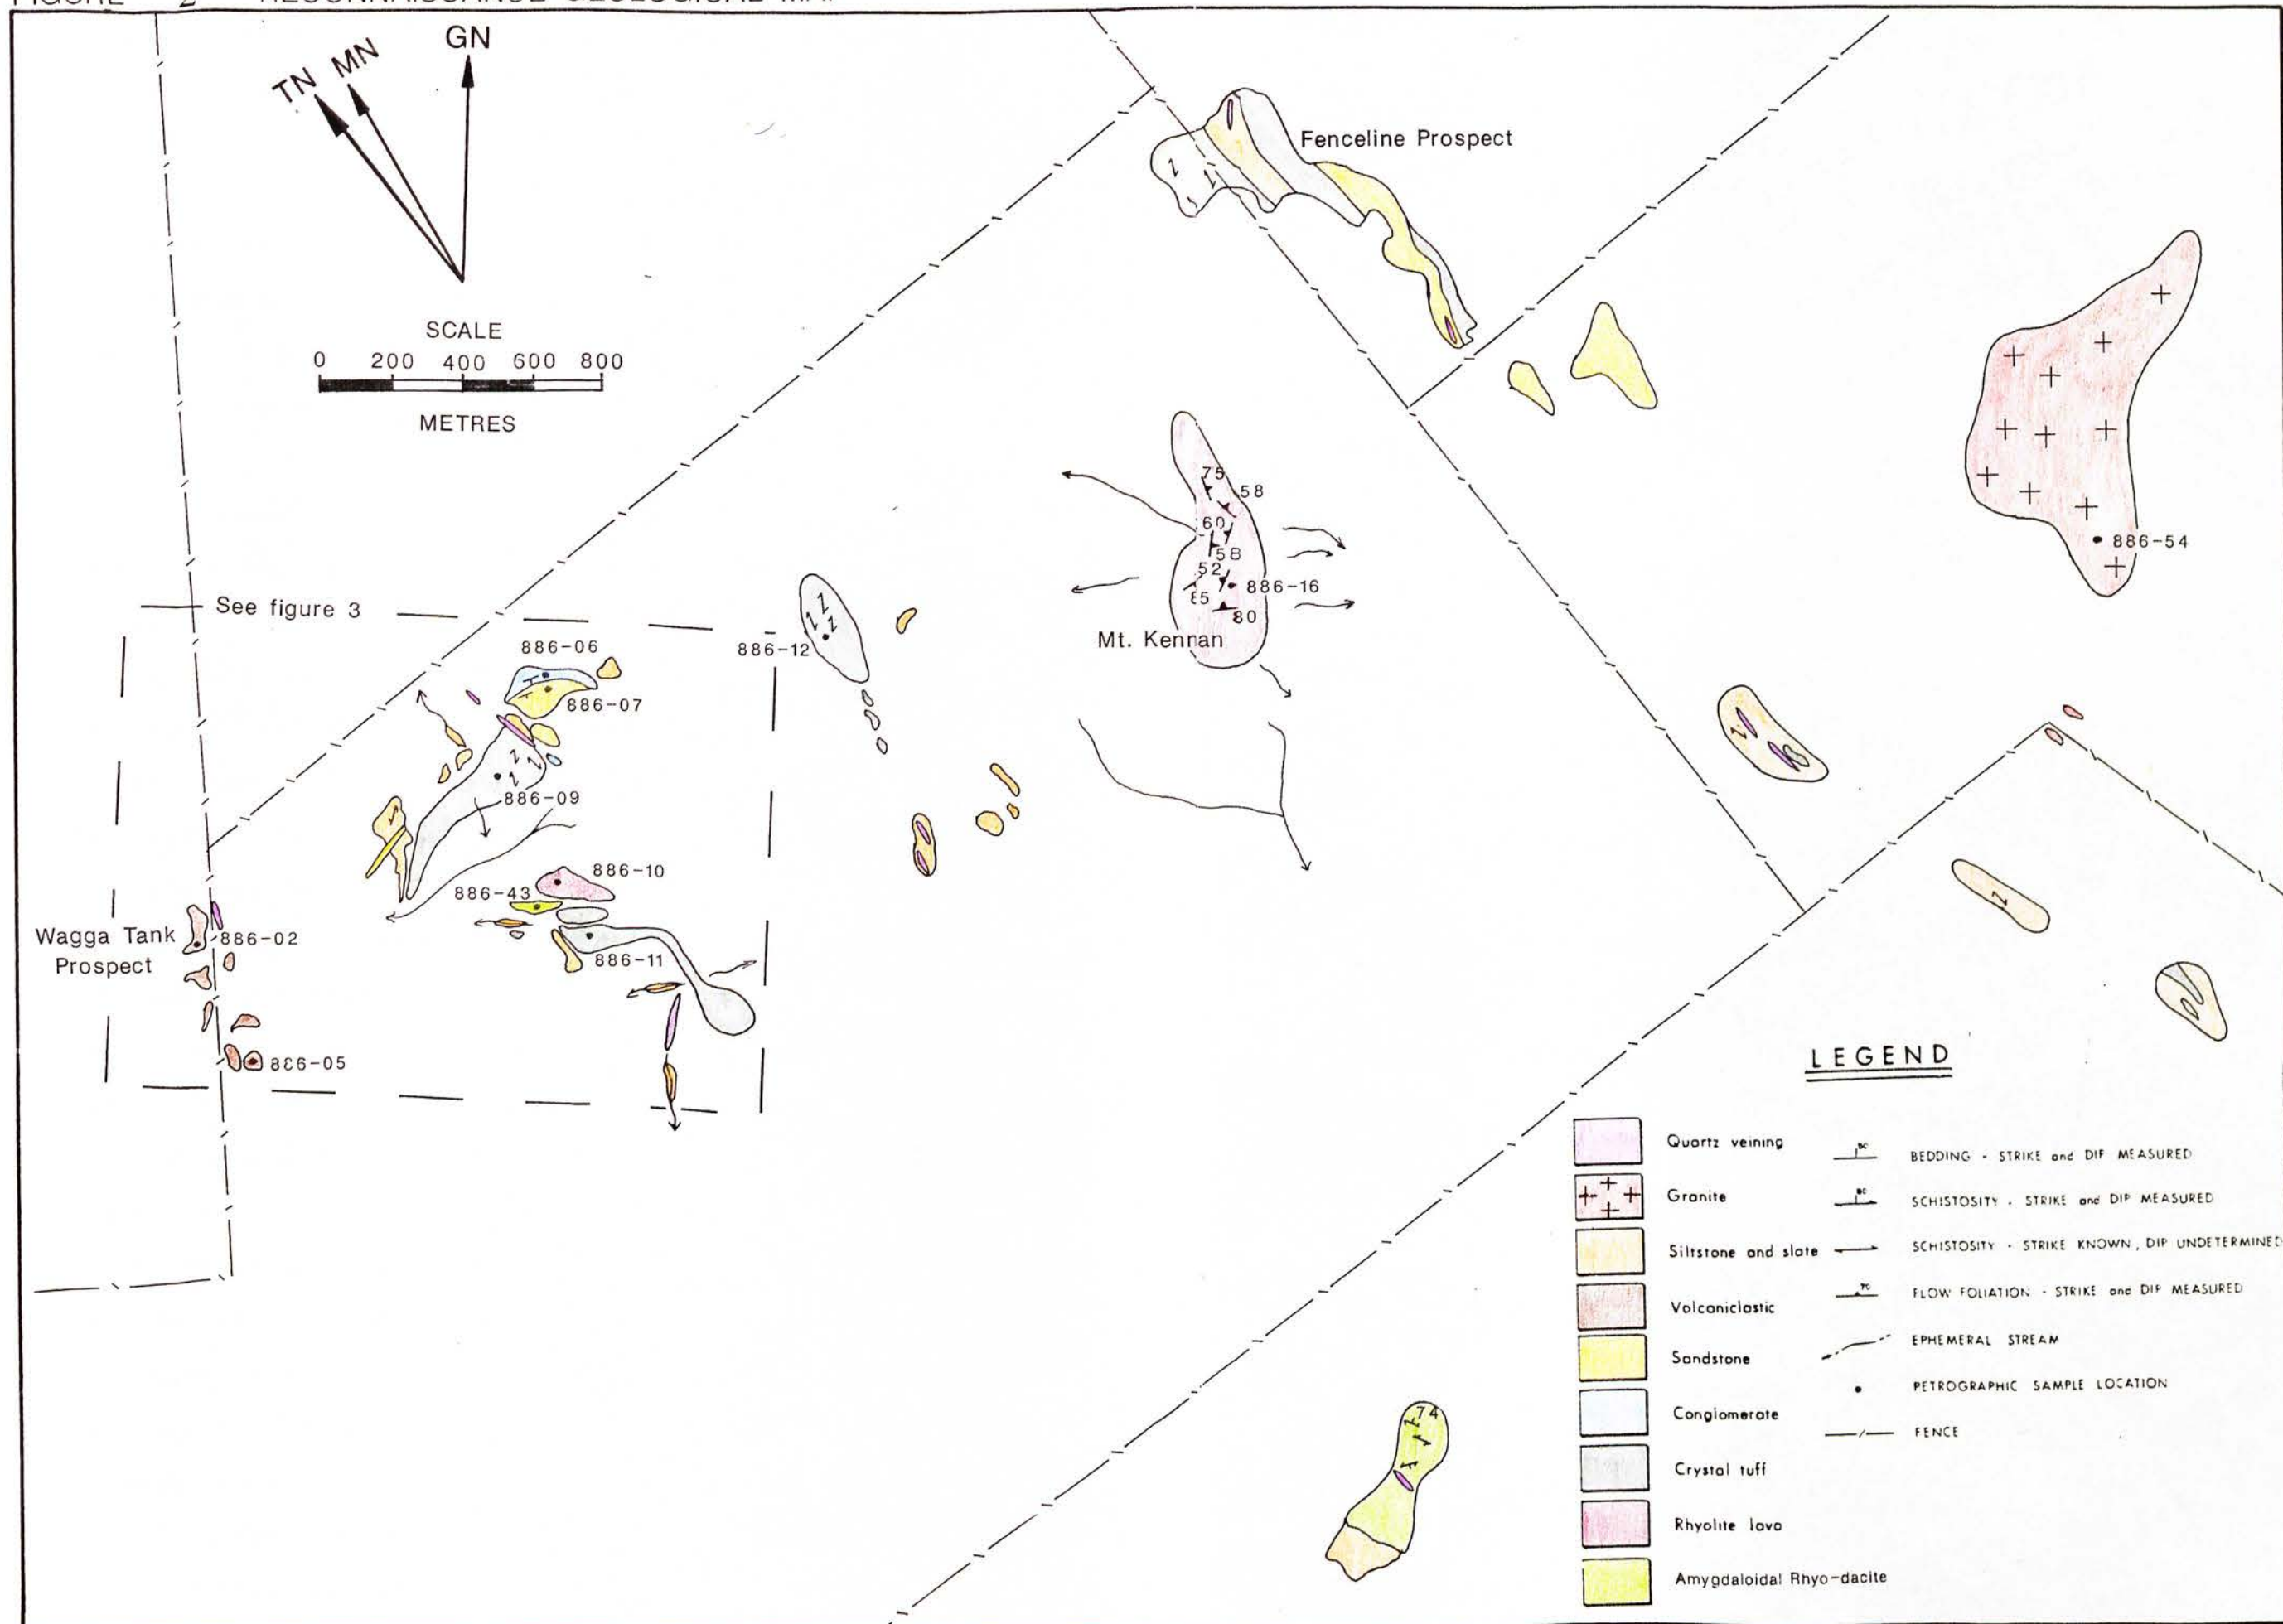 FIGURE 2 RECONNAISSANCE GEOLOGICAL MAP
TN MN GN
SCALE
0 200 400 600 800
METRES
Fenceline Prospect
75
58
60
58
52
886-16
85
80
Mt. Kennan
886-54
See figure 3
886-12
886-06
886-07
886-09
886-10
886-43
886-11
Wagga Tank
Prospect
886-02
886-05
74
LEGEND
Quartz veining
Granite
Siltstone and slate
Volcaniclastic
Sandstone
Conglomerate
Crystal tuff
Rhyolite lava
Amygdaloidal Rhyo-dacite
BEDDING - STRIKE and DIP MEASURED
SCHISTOSITY - STRIKE and DIP MEASURED
SCHISTOSITY - STRIKE KNOWN, DIP UNDETERMINED
FLOW FOLIATION - STRIKE and DIP MEASURED
EPHEMERAL STREAM
PETROGRAPHIC SAMPLE LOCATION
FENCE